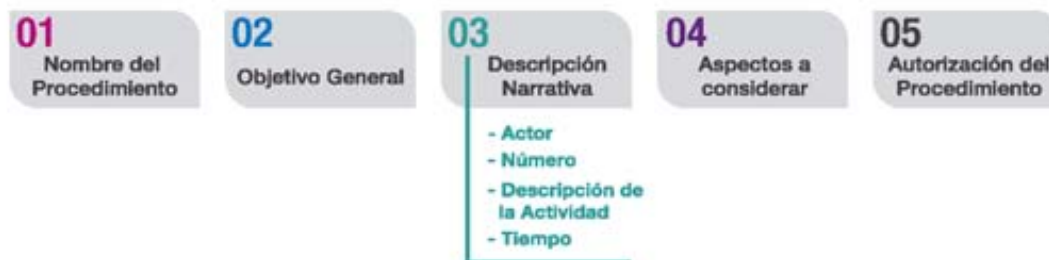 01
Nombre del
Procedimiento
02
Objetivo General
03
Descripción
Narrativa
- Actor
- Número
- Descripción de
la Actividad
- Tiempo
04
Aspectos a
considerar
05
Autorización del
Procedimiento